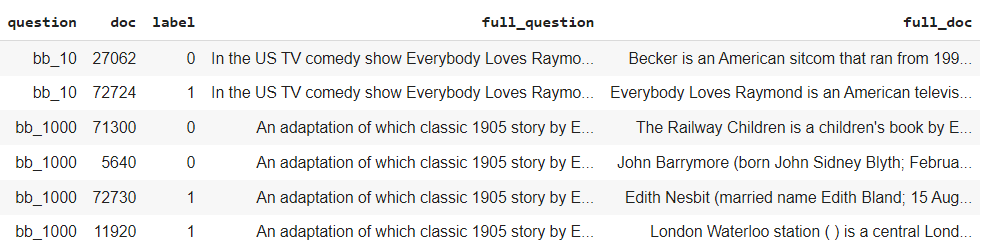 question doc label full_question full_doc
bb_10 27062 0 In the US TV comedy show Everybody Loves Raymo... Becker is an American sitcom that ran from 199...
bb_10 72724 1 In the US TV comedy show Everybody Loves Raymo... Everybody Loves Raymond is an American televis...
bb_1000 71300 0 An adaptation of which classic 1905 story by E... The Railway Children is a children's book by E...
bb_1000 5640 0 An adaptation of which classic 1905 story by E... John Barrymore (born John Sidney Blyth; Februa...
bb_1000 72730 1 An adaptation of which classic 1905 story by E... Edith Nesbit (married name Edith Bland; 15 Aug...
bb_1000 11920 1 An adaptation of which classic 1905 story by E... London Waterloo station ( ) is a central Lond...